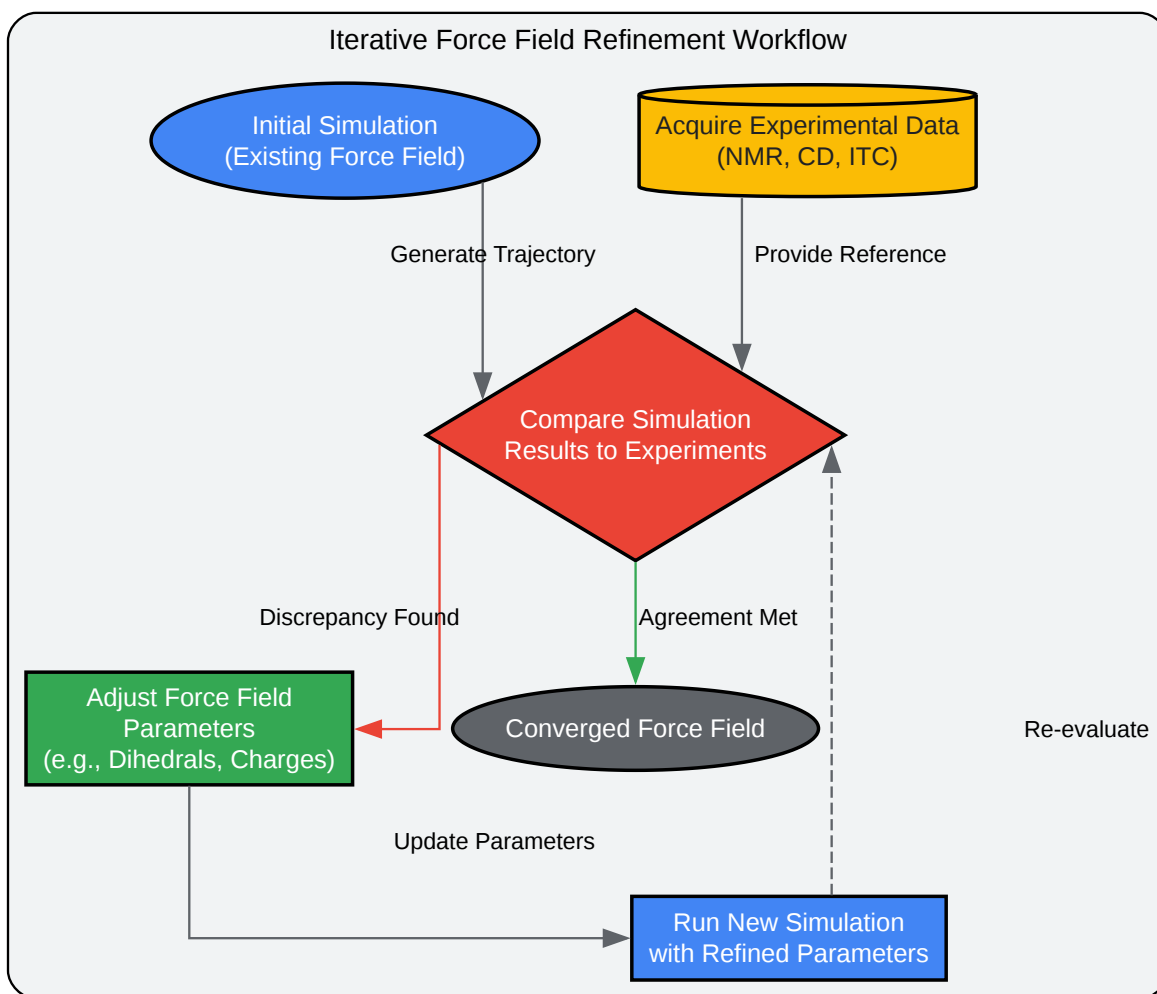 Iterative Force Field Refinement Workflow
Initial Simulation
(Existing Force Field)
Acquire Experimental Data
(NMR, CD, ITC)
Generate Trajectory
Provide Reference
Compare Simulation
Results to Experiments
Discrepancy Found
Agreement Met
Adjust Force Field
Parameters
(e.g., Dihedrals, Charges)
Converged Force Field
Re-evaluate
Update Parameters
Run New Simulation
with Refined Parameters